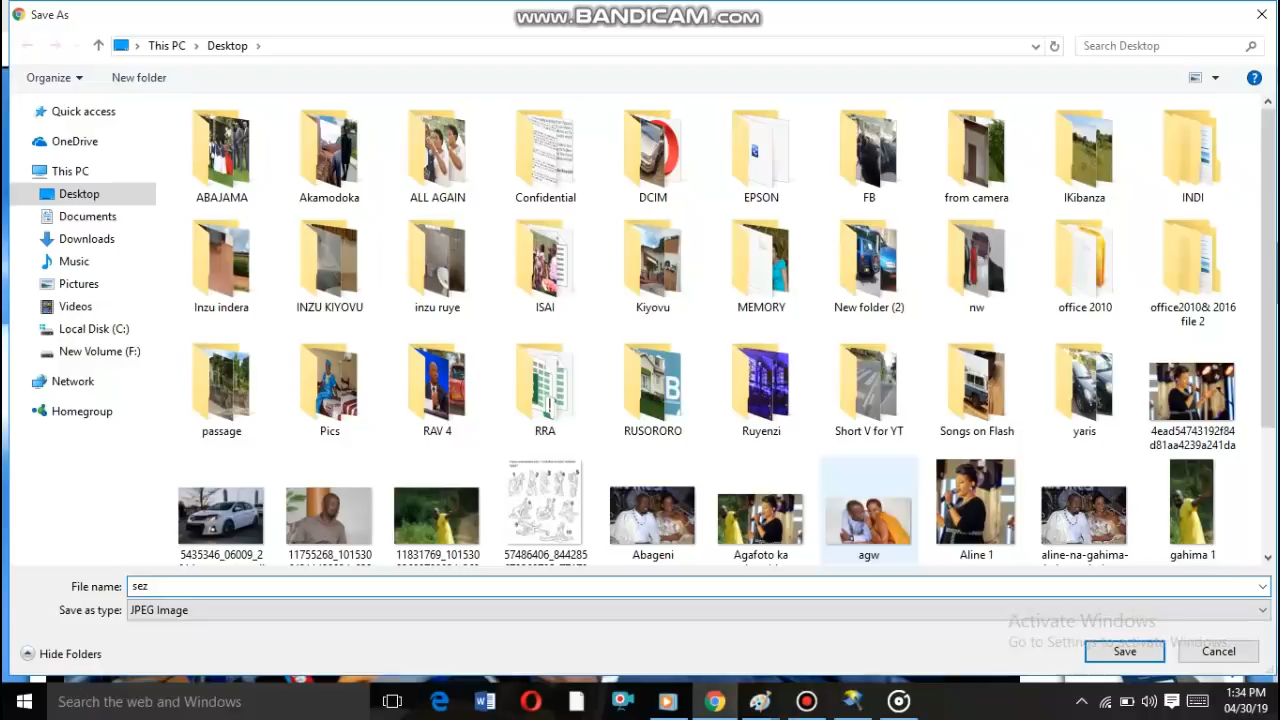 Save As
www.BANDICAM.com
This PC
Desktop
Search Desktop
Organize
New folder
Quick access
OneDrive
This PC
Desktop
Documents
Downloads
Music
Pictures
Videos
Local Disk (C:)
New Volume (F:)
Network
Homegroup
ABAJAMA
Akamodoka
ALL AGAIN
Confidential
DCIM
EPSON
FB
from camera
IKibanza
INDI
Inzu indera
INZU KIYOVU
inzu ruye
ISAI
Kiyovu
MEMORY
New folder (2)
nw
office 2010
office2010& 2016
file 2
passage
Pics
RAV 4
RRA
RUSORORO
Ruyenzi
Short V for YT
Songs on Flash
yaris
4ead54743192f84
d81aa4239a241da
5435346_06009_2
11755268_101530
11831769_101530
57486406_844285
Abageni
Agafoto ka
agw
Aline 1
aline-na-gahima-
gahima 1
File name: sez
Save as type: JPEG Image
Activate Windows
Go to Settings to activate Windows.
Hide Folders
Save
Cancel
Search the web and Windows
1:34 PM
04/30/19